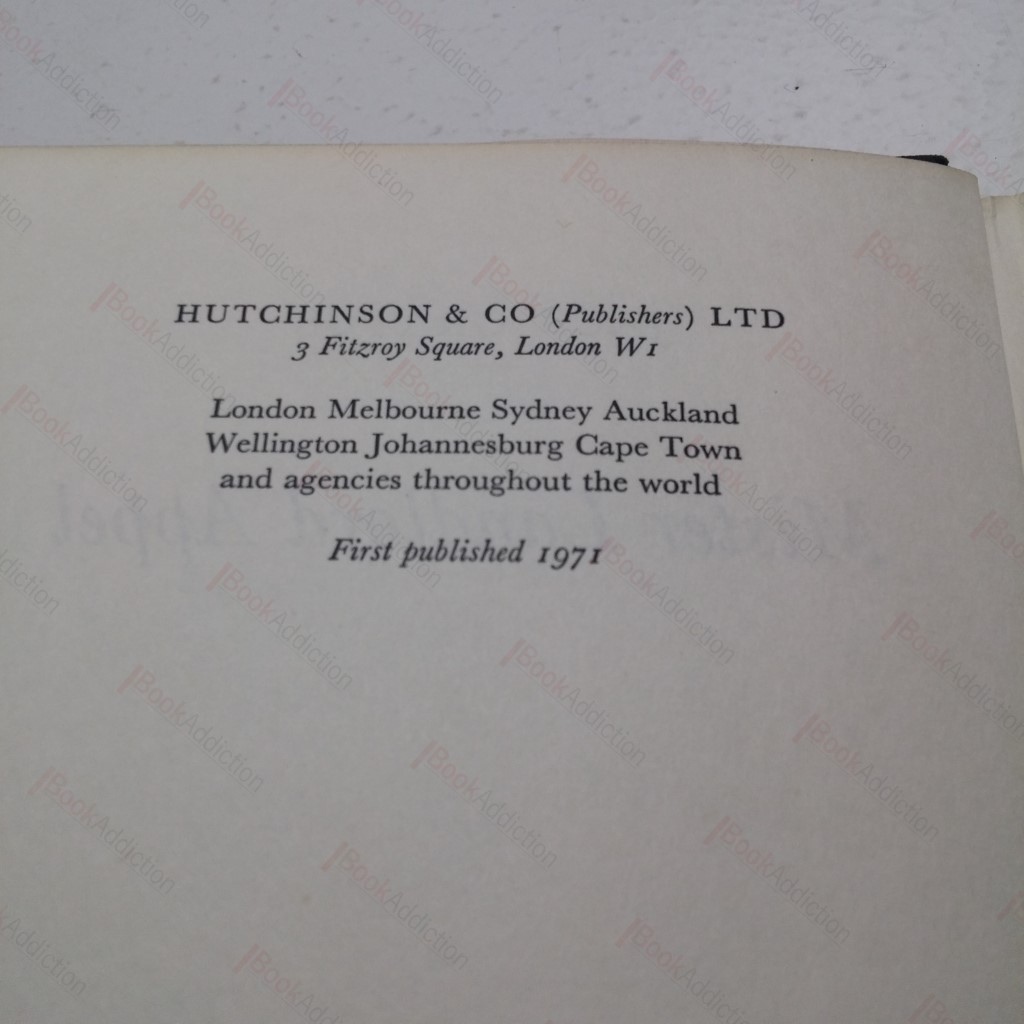 HUTCHINSON & CO (Publishers) LTD
3 Fitzroy Square, London W1
London Melbourne Sydney Auckland
Wellington Johannesburg Cape Town
and agencies throughout the world
First published 1971
BookAddiction